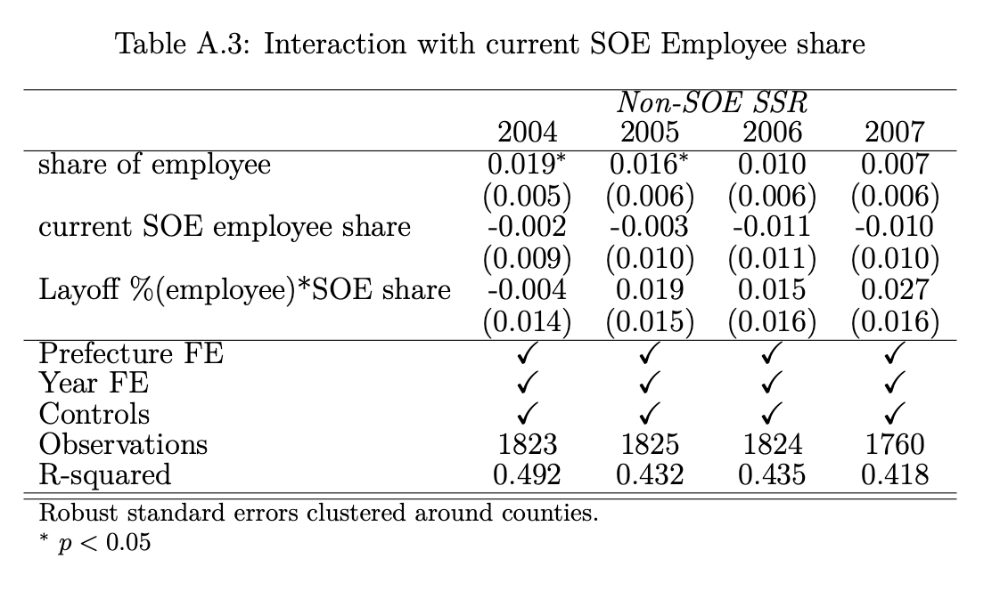 Table A.3: Interaction with current SOE Employee share
Non-SOE SSR
2004 2005 2006 2007
share of employee 0.019* 0.016* 0.010 0.007
(0.005) (0.006) (0.006) (0.006)
current SOE employee share -0.002 -0.003 -0.011 -0.010
(0.009) (0.010) (0.011) (0.010)
Layoff %(employee)*SOE share -0.004 0.019 0.015 0.027
(0.014) (0.015) (0.016) (0.016)
Prefecture FE ✓ ✓ ✓ ✓
Year FE ✓ ✓ ✓ ✓
Controls ✓ ✓ ✓ ✓
Observations 1823 1825 1824 1760
R-squared 0.492 0.432 0.435 0.418
Robust standard errors clustered around counties.
* p < 0.05